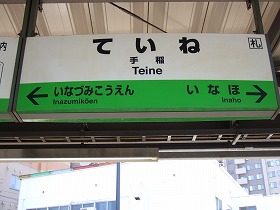 内
ていね
札
手稲
Teine
いなづみこうえん
いなほ
Inazumikōen
Inaho